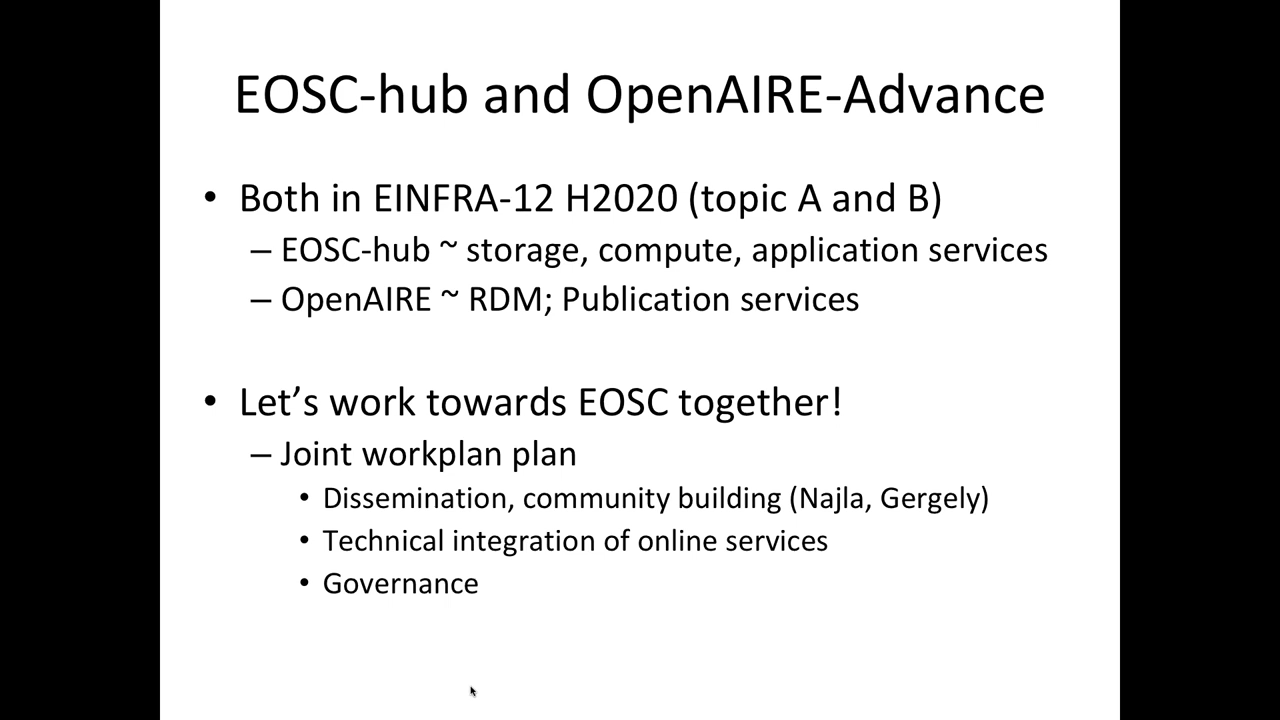 EOSC-hub and OpenAIRE-Advance
• Both in EINFRA-12 H2020 (topic A and B)
– EOSC-hub ~ storage, compute, application services
– OpenAIRE ~ RDM; Publication services
• Let’s work towards EOSC together!
– Joint workplan plan
• Dissemination, community building (Najla, Gergely)
• Technical integration of online services
• Governance